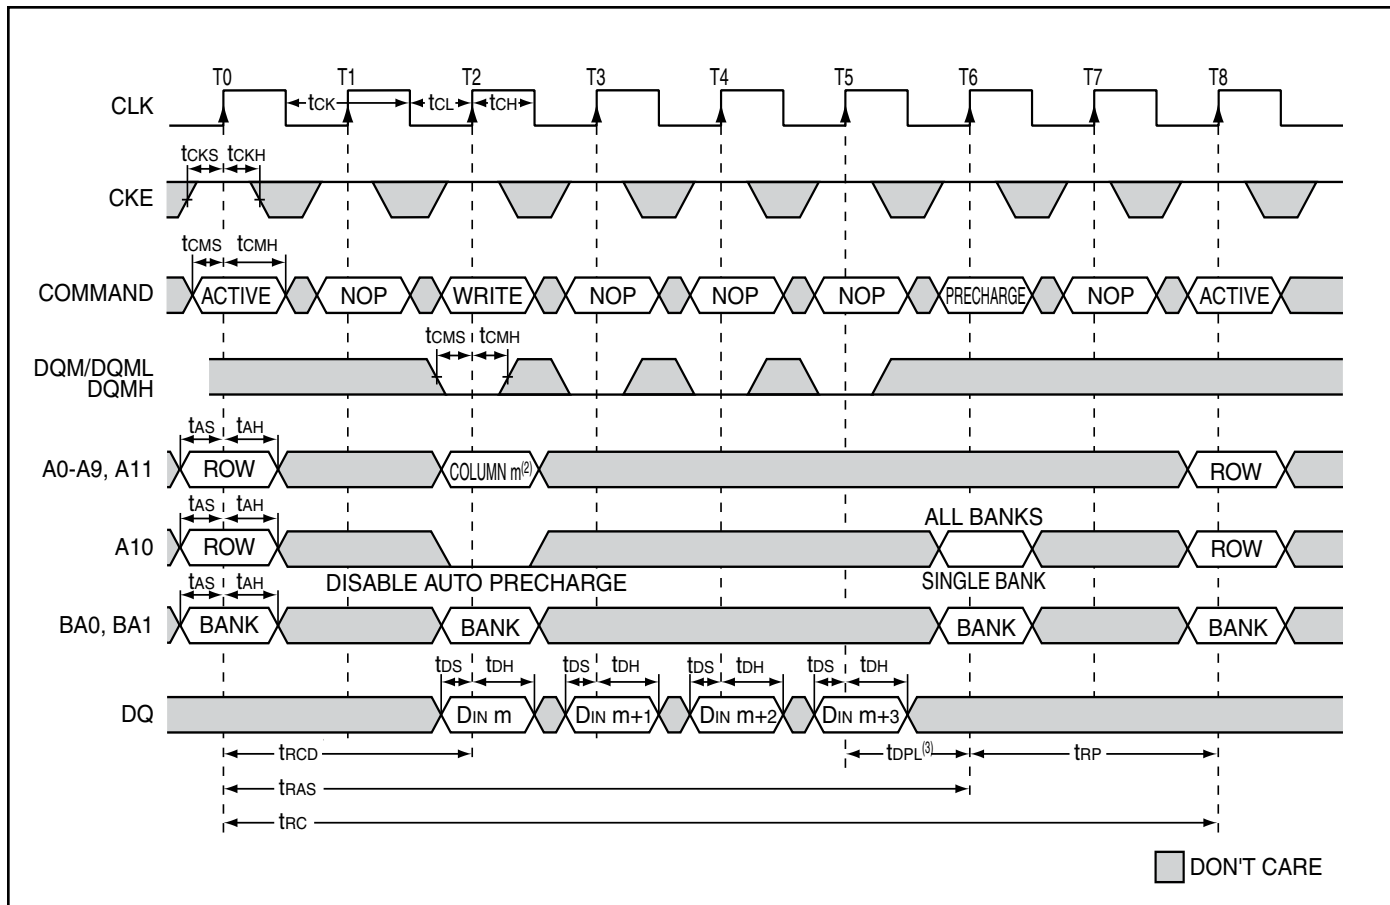 T0 T1 T2 T3 T4 T5 T6 T7 T8
CLK tCK tCL tCH
tCKS tCKH
CKE
tCMS tCMH
COMMAND ACTIVE NOP WRITE NOP NOP NOP PRECHARGE NOP ACTIVE
tCMS tCMH
DQM/DQML
DQMH
tAS tAH
A0-A9, A11 ROW COLUMN m(2) ROW
tAS tAH ALL BANKS
A10 ROW ROW
tAS tAH DISABLE AUTO PRECHARGE SINGLE BANK
BA0, BA1 BANK BANK BANK BANK
tDS tDH tDS tDH tDS tDH tDS tDH
DQ DIN m DIN m+1 DIN m+2 DIN m+3
tRCD tDPL(3) tRP
tRAS
tRC
DON'T CARE